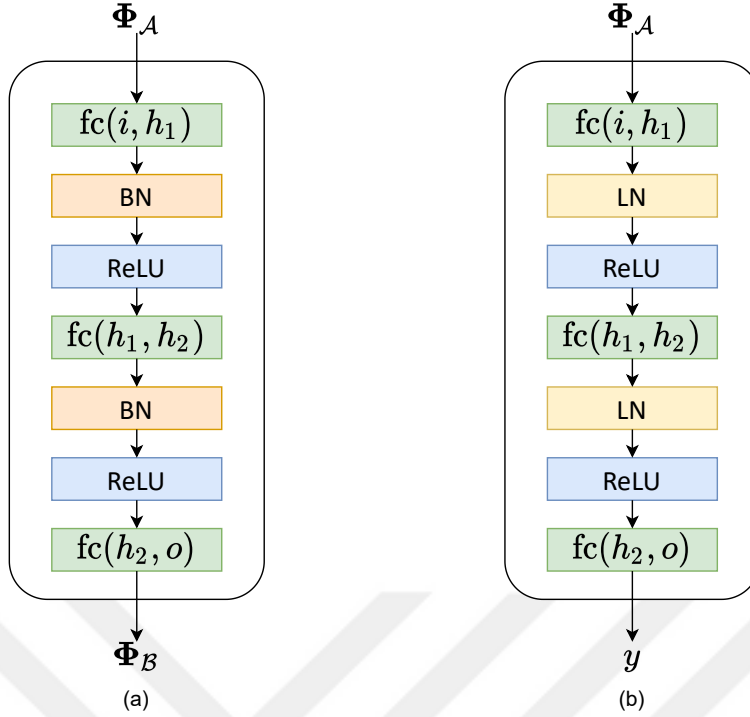 Φ_A Φ_A
fc(i, h₁) fc(i, h₁)
BN LN
ReLU ReLU
fc(h₁, h₂) fc(h₁, h₂)
BN LN
ReLU ReLU
fc(h₂, o) fc(h₂, o)
Φ_B y
(a) (b)